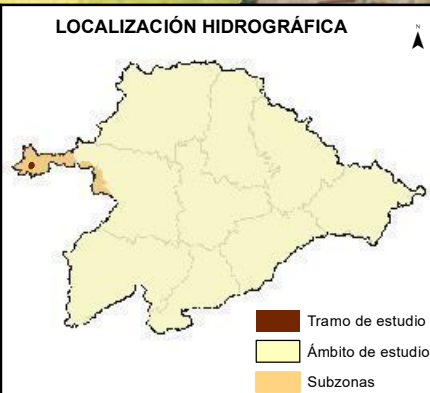 LOCALIZACIÓN HIDROGRÁFICA
N
Tramo de estudio
Ámbito de estudio
Subzonas